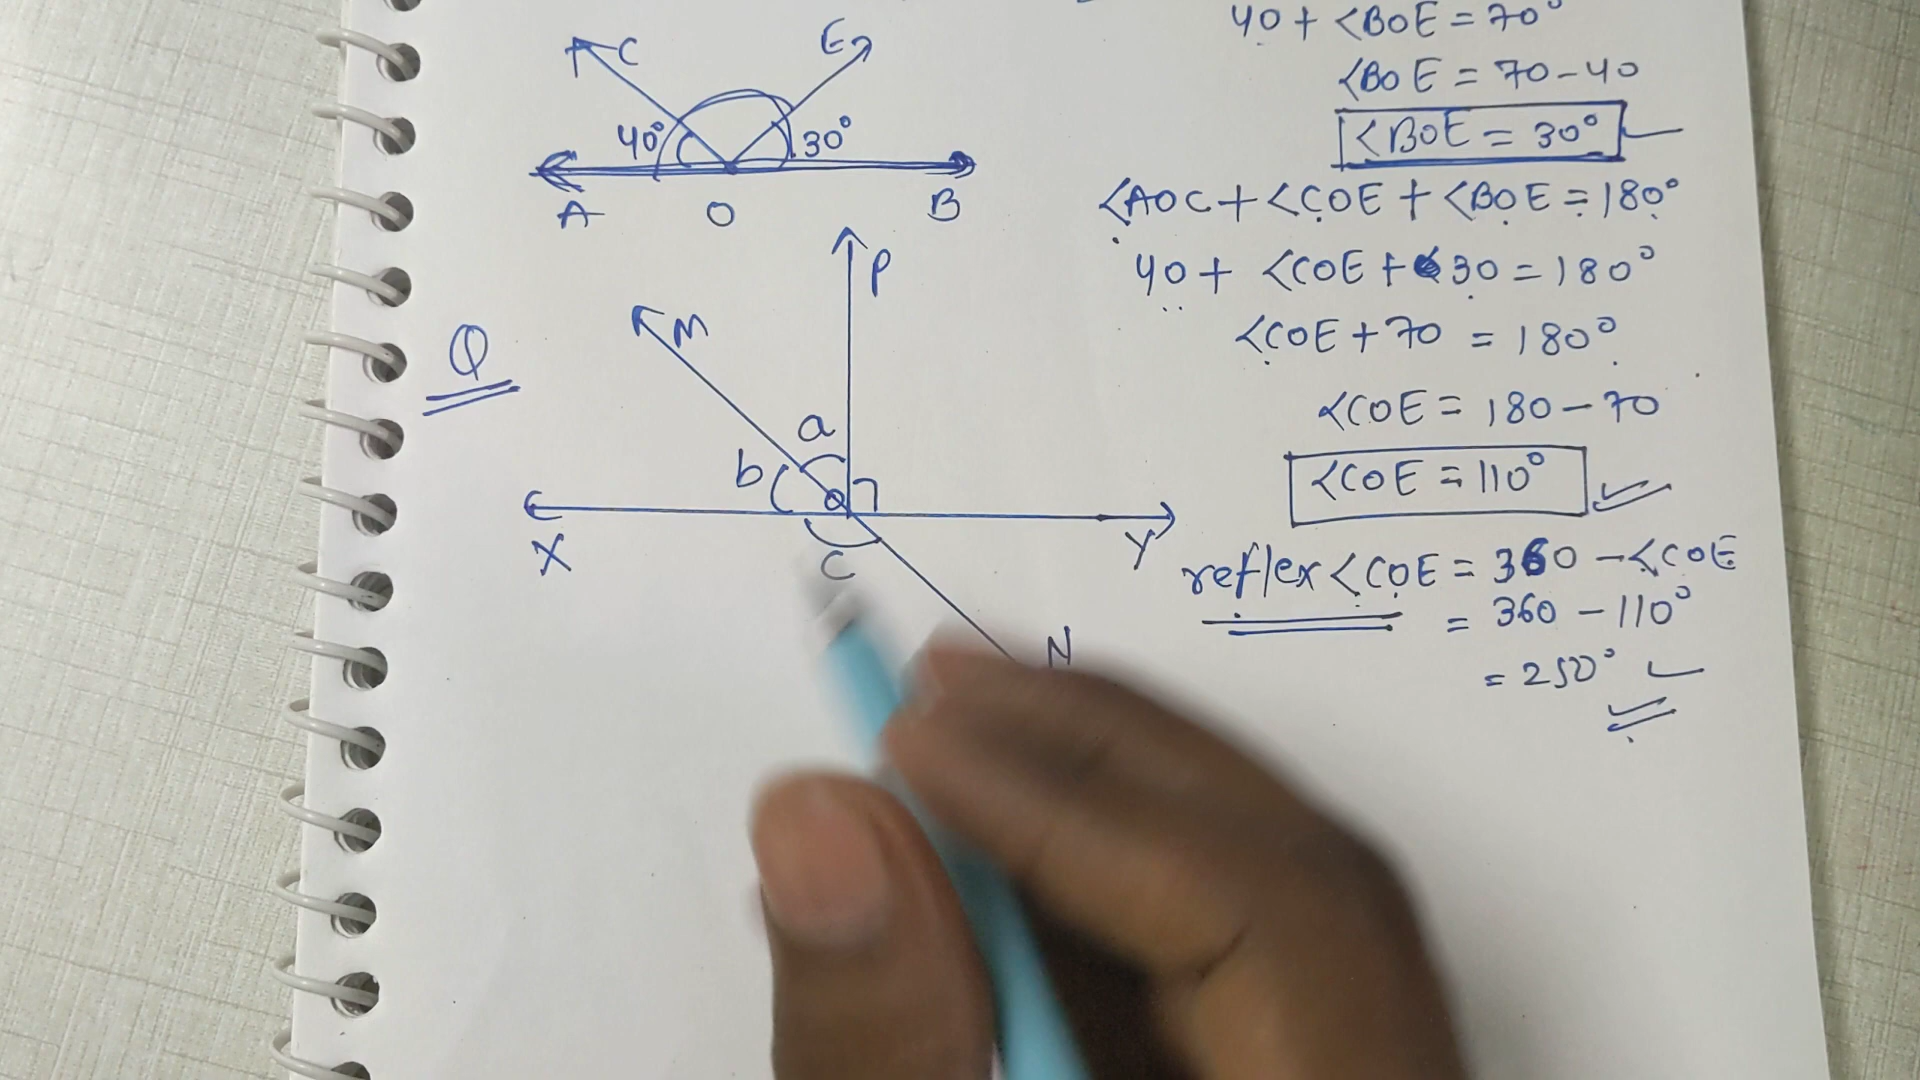 C E
40° 30°
A O B
P
M
Q
a
b
O
X Y
c
N
40 + <BOE = 70°
<BOE = 70 - 40
<BOE = 30°
<AOC + <COE + <BOE = 180°
40 + <COE + 30 = 180°
<COE + 70 = 180°
<COE = 180 - 70
<COE = 110°
reflex <COE = 360 - <COE
= 360 - 110°
= 250°